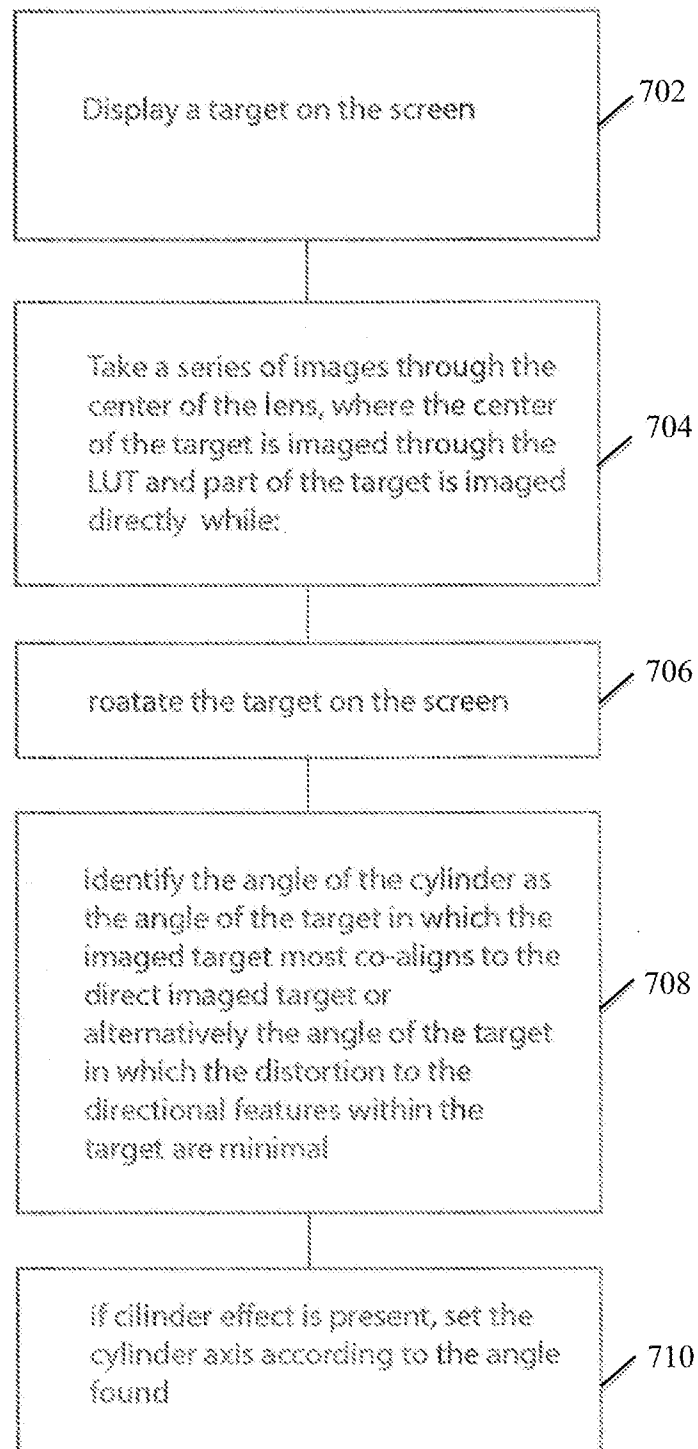 Display a target on the screen
702
Take a series of images through the
center of the lens, where the center
of the target is imaged through the
LUT and part of the target is imaged
directly while:
704
roatate the target on the screen
706
identify the angle of the cylinder as
the angle of the target in which the
imaged target most co-aligns to the
direct imaged target or
alternatively the angle of the target
in which the distortion to the
directional features within the
target are minimal
708
if cilinder effect is present, set the
cylinder axis according to the angle
found
710